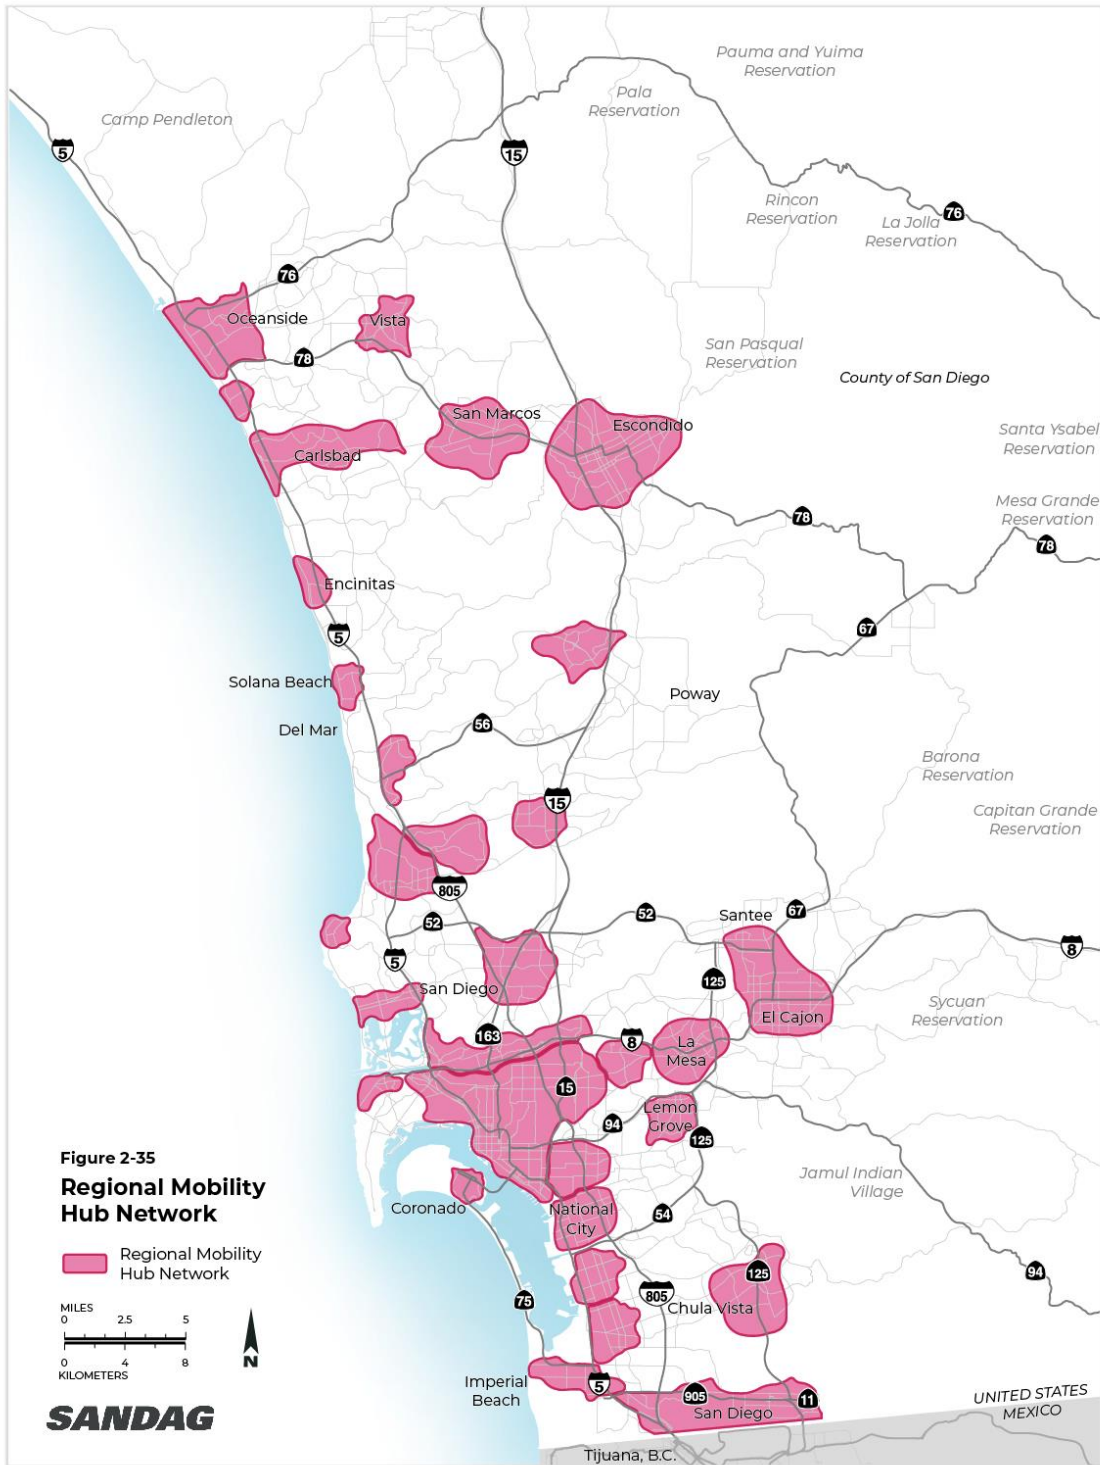 Pauma and Yuima
Reservation
Pala
Reservation
Camp Pendleton
5
15
Rincon
Reservation
La Jolla
Reservation
76
76
Oceanside
Vista
78
San Pasqual
Reservation
County of San Diego
San Marcos
Escondido
Carlsbad
Santa Ysabel
Reservation
Mesa Grande
Reservation
78
78
Encinitas
5
67
Solana Beach
Poway
Del Mar
56
Barona
Reservation
15
Capitan Grande
Reservation
805
52
52
Santee
67
8
5
San Diego
125
Sycuan
Reservation
El Cajon
163
8
La
Mesa
15
Lemon
Grove
94
125
Jamul Indian
Village
Coronado
National
City
54
94
125
75
805
Chula Vista
Imperial
Beach
5
905
11
San Diego
UNITED STATES
MEXICO
Tijuana, B.C.
Figure 2-35
Regional Mobility
Hub Network
Regional Mobility
Hub Network
MILES
0 2.5 5
0 4 8
KILOMETERS
N
SANDAG